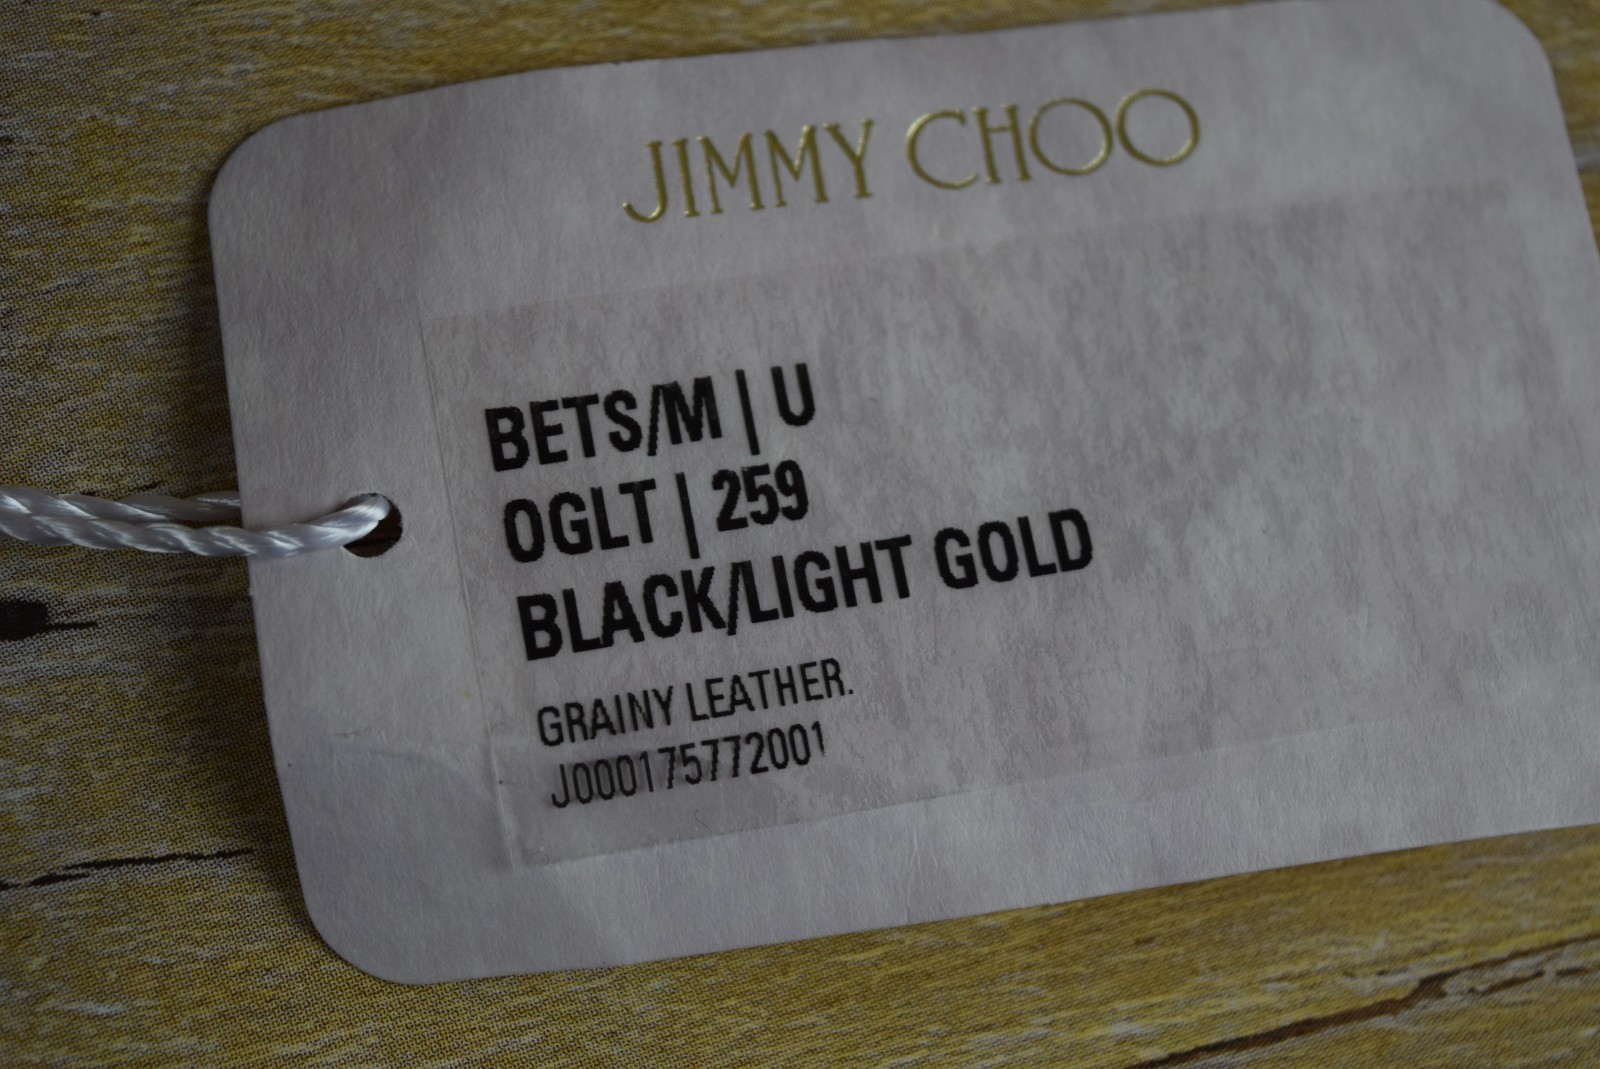 JIMMY CHOO
BETS/M | U
OGLT | 259
BLACK/LIGHT GOLD
GRAINY LEATHER.
J000175772001